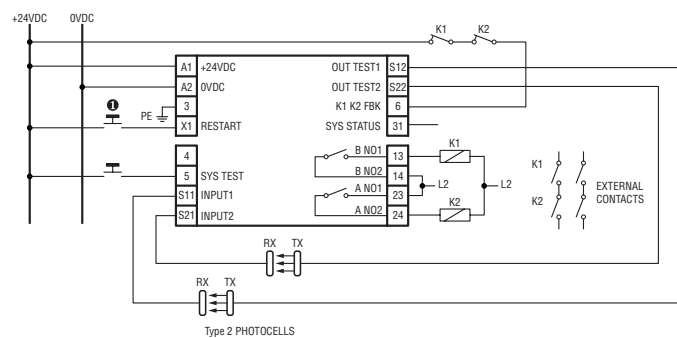 +24VDC 0VDC
K1 K2
A1 +24VDC OUT TEST1 S12
A2 0VDC OUT TEST2 S22
❶ PE 3 K1 K2 FBK 6
X1 RESTART SYS STATUS 31
4 B NO1 13 K1
5 SYS TEST B NO2 14
S11 INPUT1 A NO1 23 L2 L2
S21 INPUT2 A NO2 24 K2
K1
K2
EXTERNAL
CONTACTS
RX TX
RX TX
Type 2 PHOTOCELLS